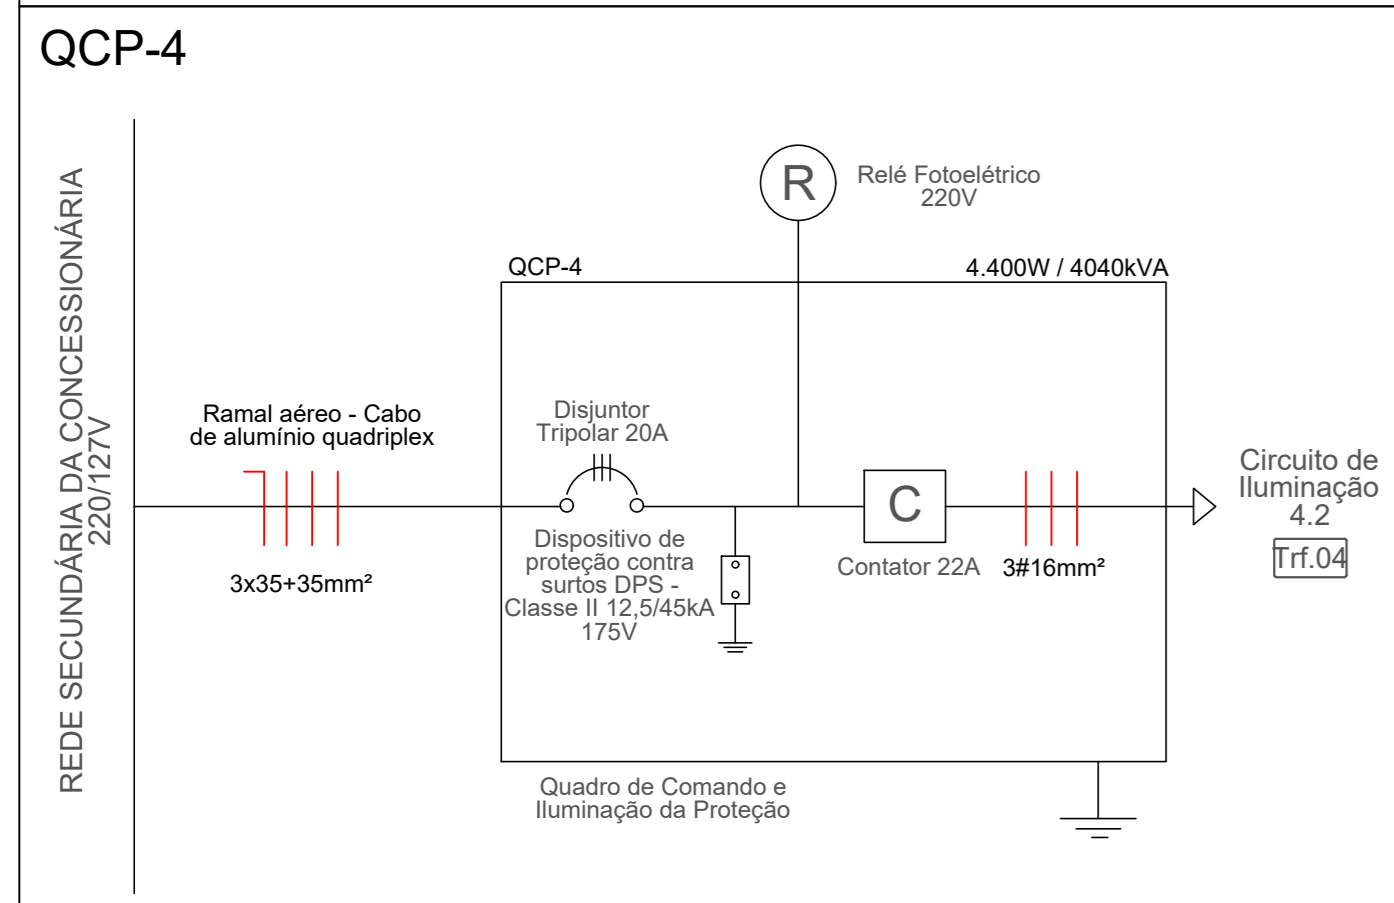 QCP-4
REDE SECUNDÁRIA DA CONCESSIONÁRIA
220/127V
R
Relé Fotoelétrico
220V
QCP-4
4.400W / 4040kVA
Ramal aéreo - Cabo
de alumínio quadriplex
3x35+35mm²
Disjuntor
Tripolar 20A
Dispositivo de
proteção contra
surtos DPS -
Classe II 12,5/45kA
175V
C
Contator 22A
3#16mm²
Circuito de
Iluminação
4.2
Trf.04
Quadro de Comando e
Iluminação da Proteção